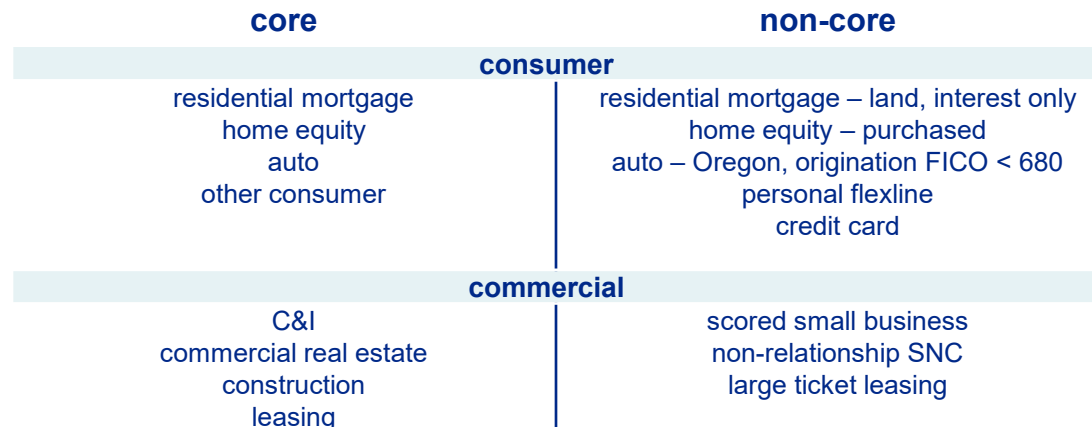 core
non-core
consumer
residential mortgage
home equity
auto
other consumer
residential mortgage – land, interest only
home equity – purchased
auto – Oregon, origination FICO < 680
personal flexline
credit card
commercial
C&I
commercial real estate
construction
leasing
scored small business
non-relationship SNC
large ticket leasing